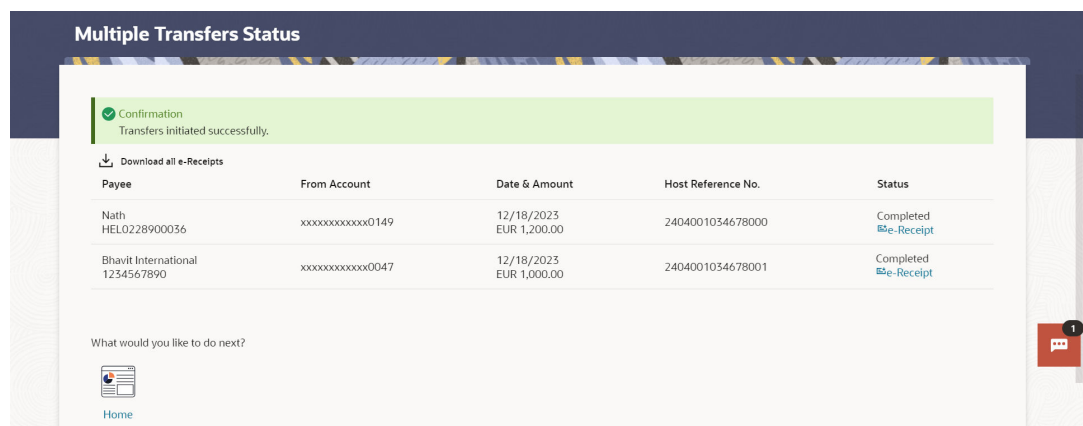 Multiple Transfers Status
Confirmation
Transfers initiated successfully.
Download all e-Receipts
Payee From Account Date & Amount Host Reference No. Status
Nath
HEL0228900036
xxxxxxxxxxxx0149
12/18/2023
EUR 1,200.00
2404001034678000
Completed
e-Receipt
Bhavit International
1234567890
xxxxxxxxxxxx0047
12/18/2023
EUR 1,000.00
2404001034678001
Completed
e-Receipt
What would you like to do next?
1
Home